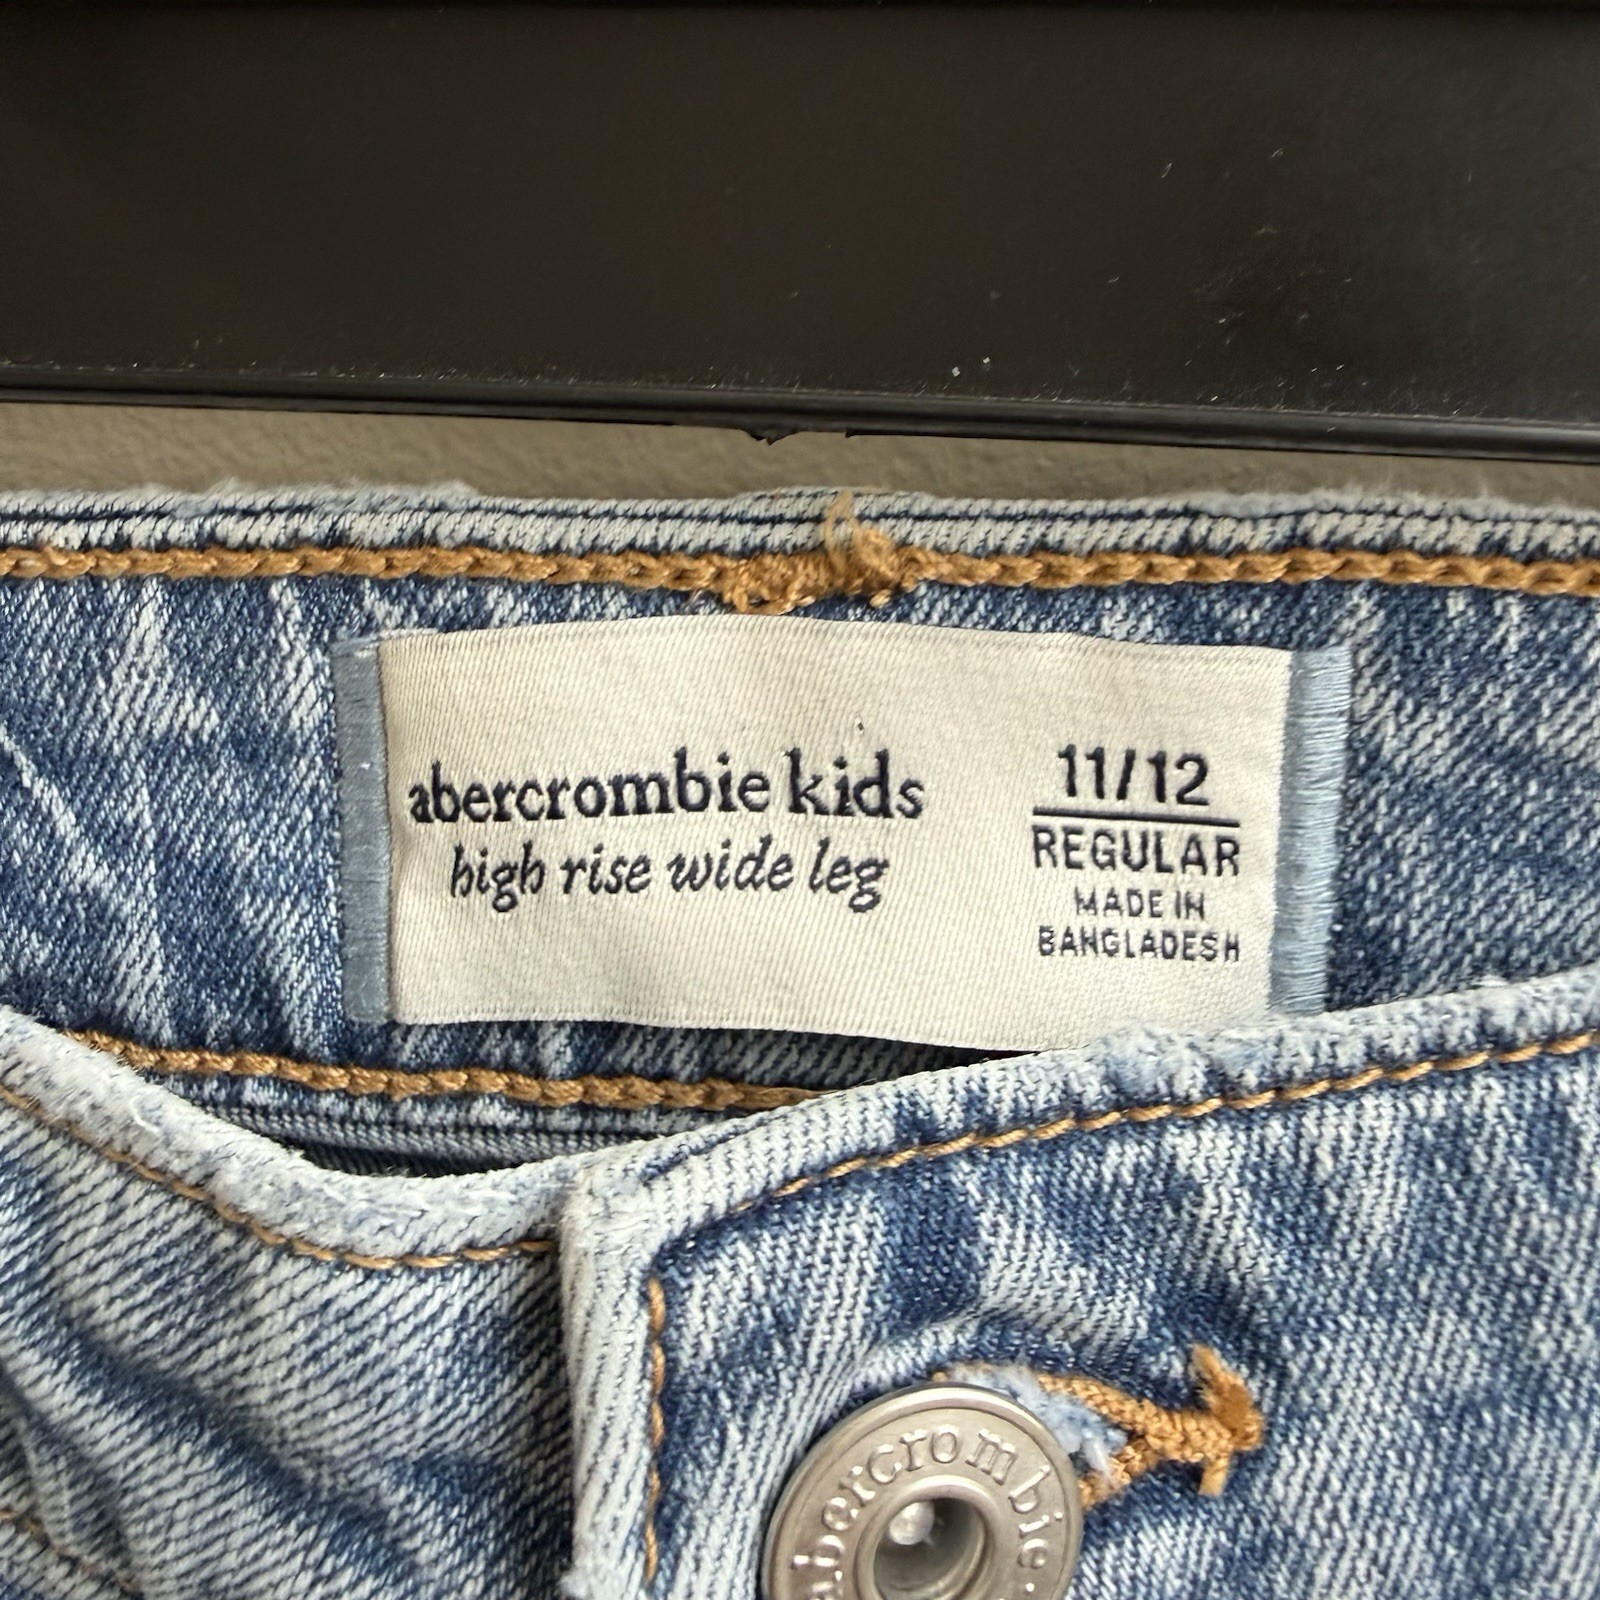 abercrombie kids
high rise wide leg
11/12
REGULAR
MADE IN
BANGLADESH
abercrombie